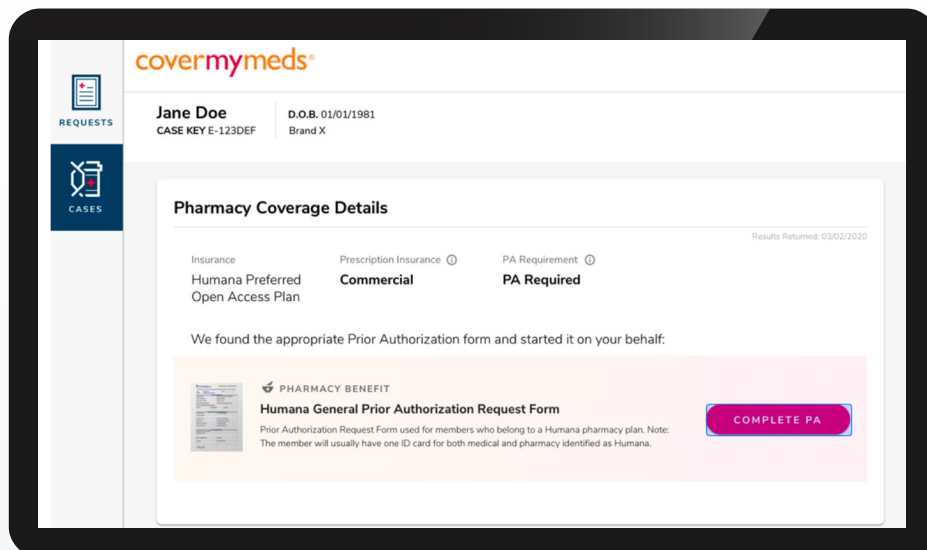 covermymeds®
REQUESTS
CASES
Jane Doe
CASE KEY E-123DEF
D.O.B. 01/01/1981
Brand X
Pharmacy Coverage Details
Results Returned: 03/02/2020
Insurance
Humana Preferred
Open Access Plan
Prescription Insurance
Commercial
PA Requirement
PA Required
We found the appropriate Prior Authorization form and started it on your behalf:
PHARMACY BENEFIT
Humana General Prior Authorization Request Form
Prior Authorization Request Form used for members who belong to a Humana pharmacy plan. Note:
The member will usually have one ID card for both medical and pharmacy identified as Humana.
COMPLETE PA